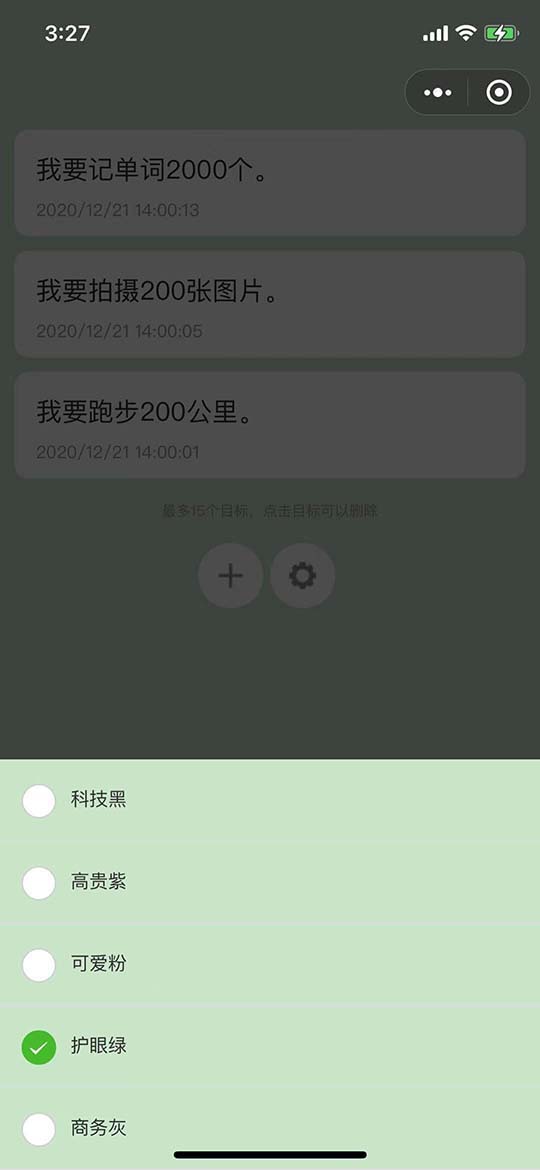 3:27
我要记单词2000个。
2020/12/21 14:00:13
我要拍摄200张图片。
2020/12/21 14:00:05
我要跑步200公里。
2020/12/21 14:00:01
最多15个目标，点击目标可以删除
科技黑
高贵紫
可爱粉
护眼绿
商务灰